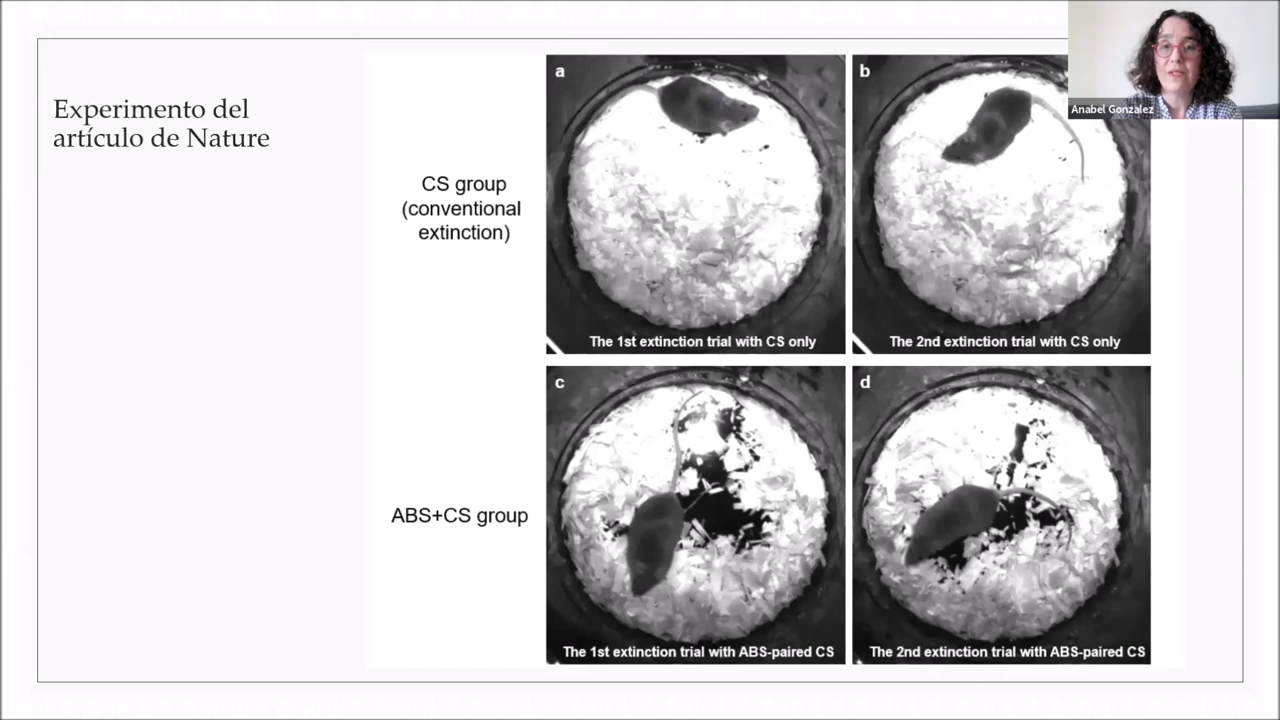 Experimento del
artículo de Nature
CS group
(conventional
extinction)
a
The 1st extinction trial with CS only
b
The 2nd extinction trial with CS only
Anabel Gonzalez
ABS+CS group
c
The 1st extinction trial with ABS-paired CS
d
The 2nd extinction trial with ABS-paired CS